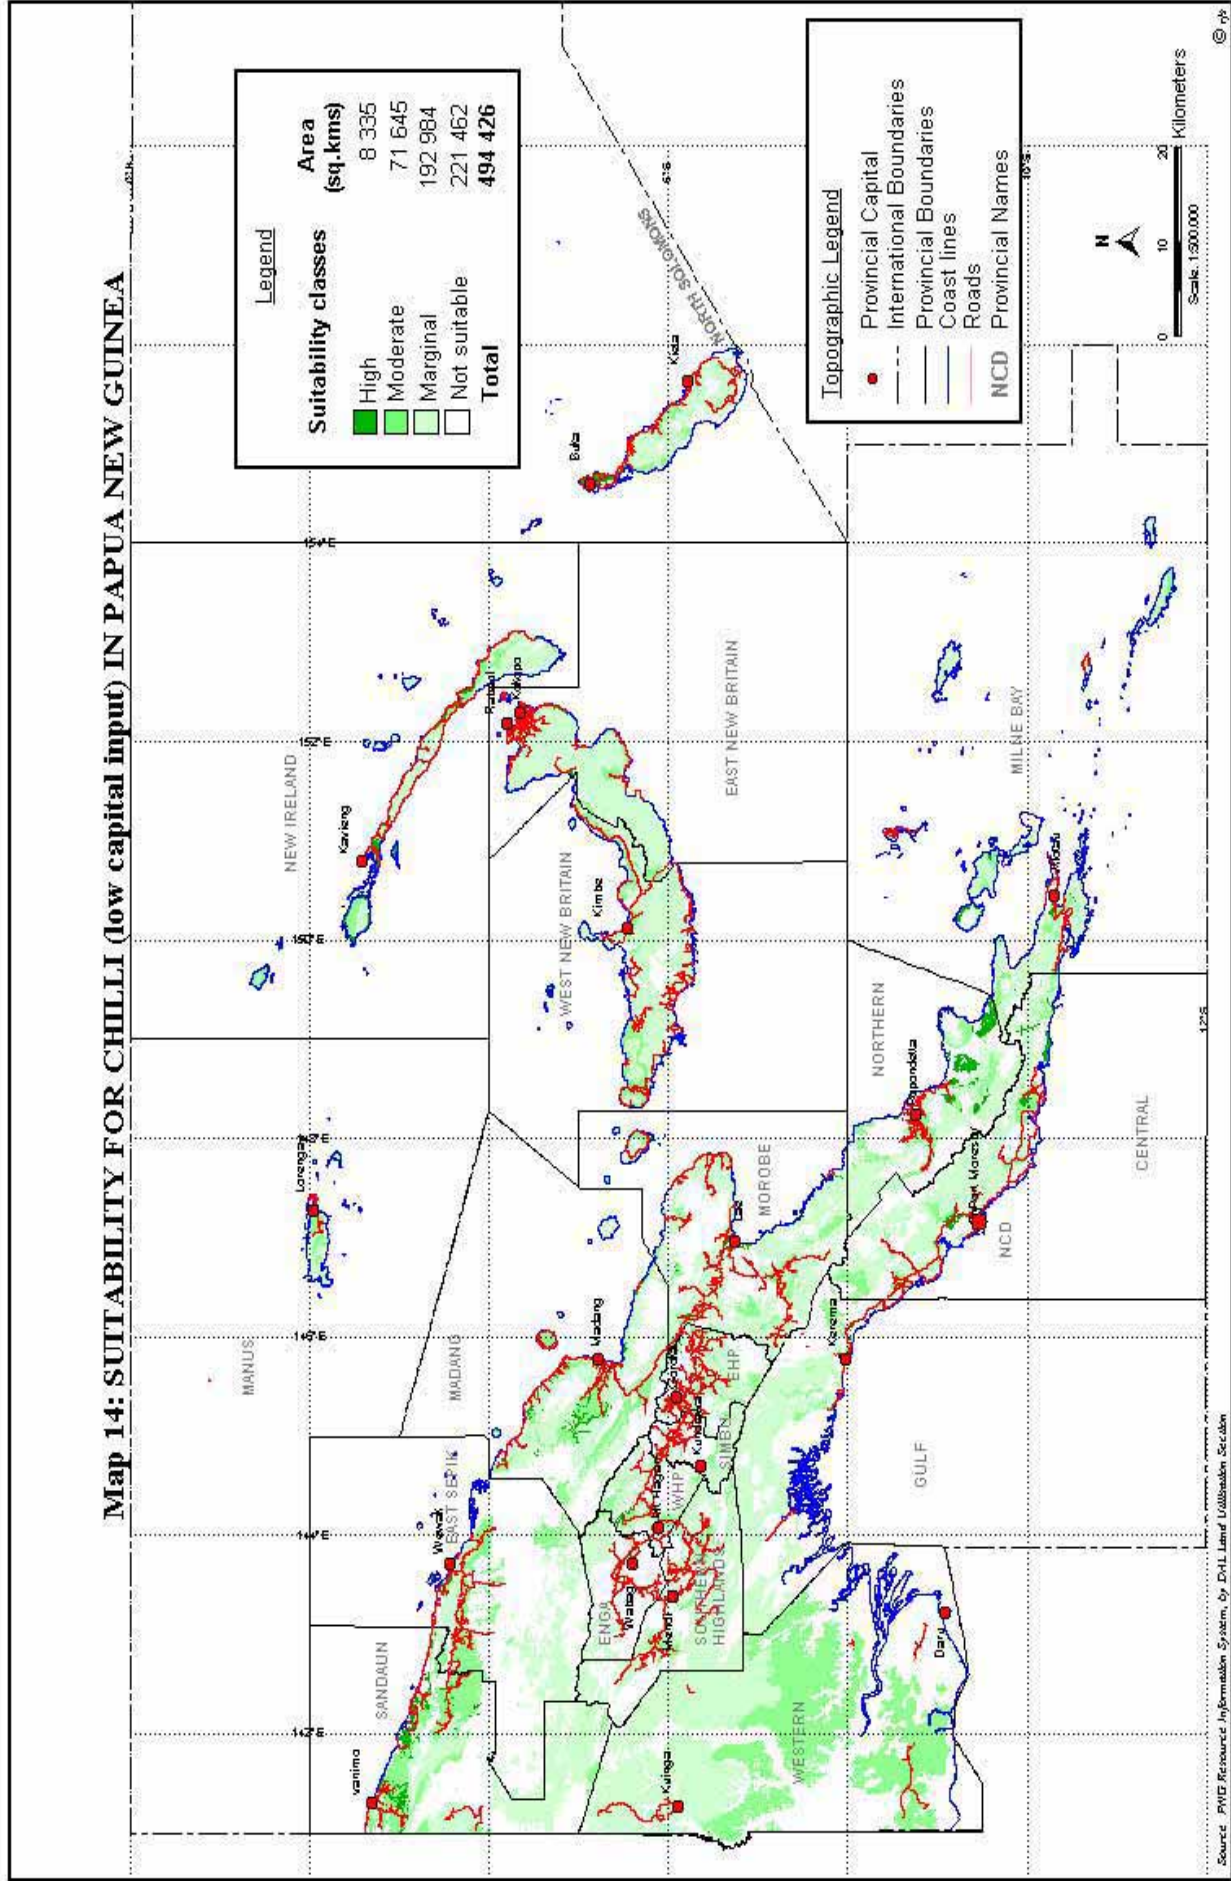 Map 14: SUITABILITY FOR CHILLI (low capital input) IN PAPUA NEW GUINEA
Legend
Suitability classes
Area
(sq.kms)
High 8 335
Moderate 71 645
Marginal 192 984
Not suitable 221 462
Total 494 426
Topographic Legend
Provincial Capital
International Boundaries
Provincial Boundaries
Coast lines
Roads
NCD Provincial Names
N
0 10 20 Kilometers
Scale. 1:500,000
MANUS
Lorengau
NEW IRELAND
Kavieng
154°E
152°E
150°E
146°E
144°E
142°E
6°S
12°S
SANDAUN
Vanimo
EAST SEPIK
Wewak
MADANG
Madang
WEST NEW BRITAIN
Kimbe
EAST NEW BRITAIN
Rabaul
Kokopo
NORTH SOLOMONS
Buka
Kieta
ENGA
Wabag
SOUTHERN
HIGHLANDS
Mendi
WHP
Mt. Hagen
SIMBU
Kundiawa
EHP
Goroka
MOROBE
Lae
WESTERN
Kiunga
Daru
GULF
Kerema
NCD
Port Moresby
CENTRAL
NORTHERN
Popondetta
MILNE BAY
Alotau
Source: PNG Resource Information System, by DAL Land Utilisation Section